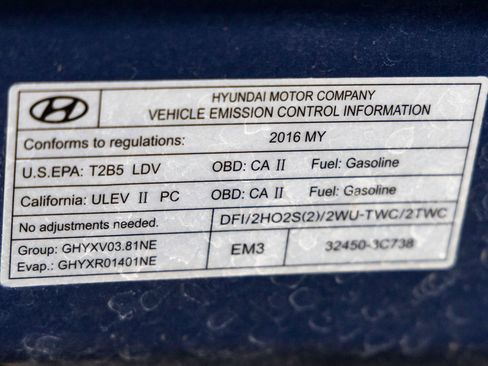 HYUNDAI MOTOR COMPANY
VEHICLE EMISSION CONTROL INFORMATION
Conforms to regulations: 2016 MY
U.S.EPA: T2B5 LDV OBD: CA II Fuel: Gasoline
California: ULEV II PC OBD: CA II Fuel: Gasoline
No adjustments needed. DFI/2HO2S(2)/2WU-TWC/2TWC
Group: GHYXV03.81NE EM3 32450-3C738
Evap.: GHYXR01401NE